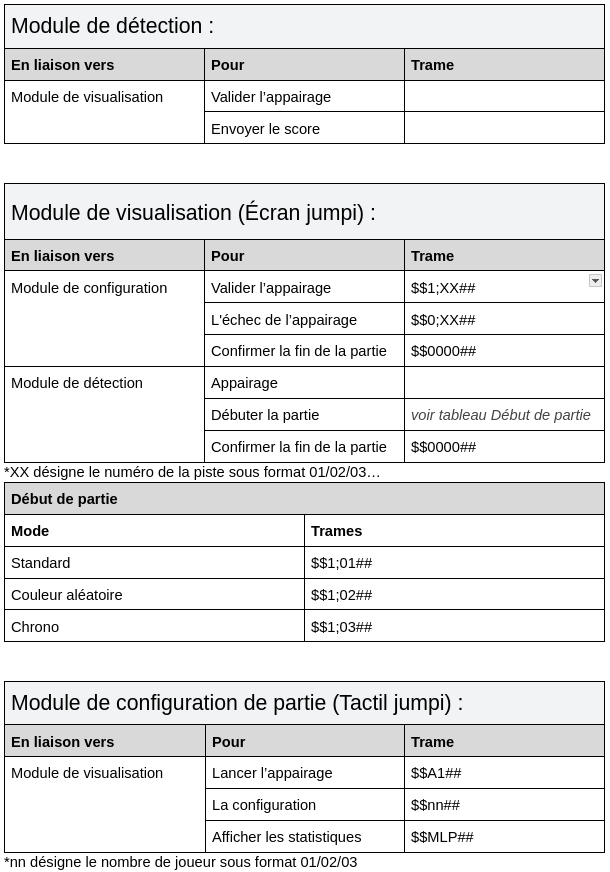 Module de détection :
En liaison vers Pour Trame
Module de visualisation Valider l’appairage
Envoyer le score
Module de visualisation (Écran jumpi) :
En liaison vers Pour Trame
Module de configuration Valider l’appairage $$1;XX##
L'échec de l’appairage $$0;XX##
Confirmer la fin de la partie $$0000##
Module de détection Appairage
Débuter la partie voir tableau Début de partie
Confirmer la fin de la partie $$0000##
*XX désigne le numéro de la piste sous format 01/02/03…
Début de partie
Mode Trames
Standard $$1;01##
Couleur aléatoire $$1;02##
Chrono $$1;03##
Module de configuration de partie (Tactil jumpi) :
En liaison vers Pour Trame
Module de visualisation Lancer l’appairage $$A1##
La configuration $$nn##
Afficher les statistiques $$MLP##
*nn désigne le nombre de joueur sous format 01/02/03